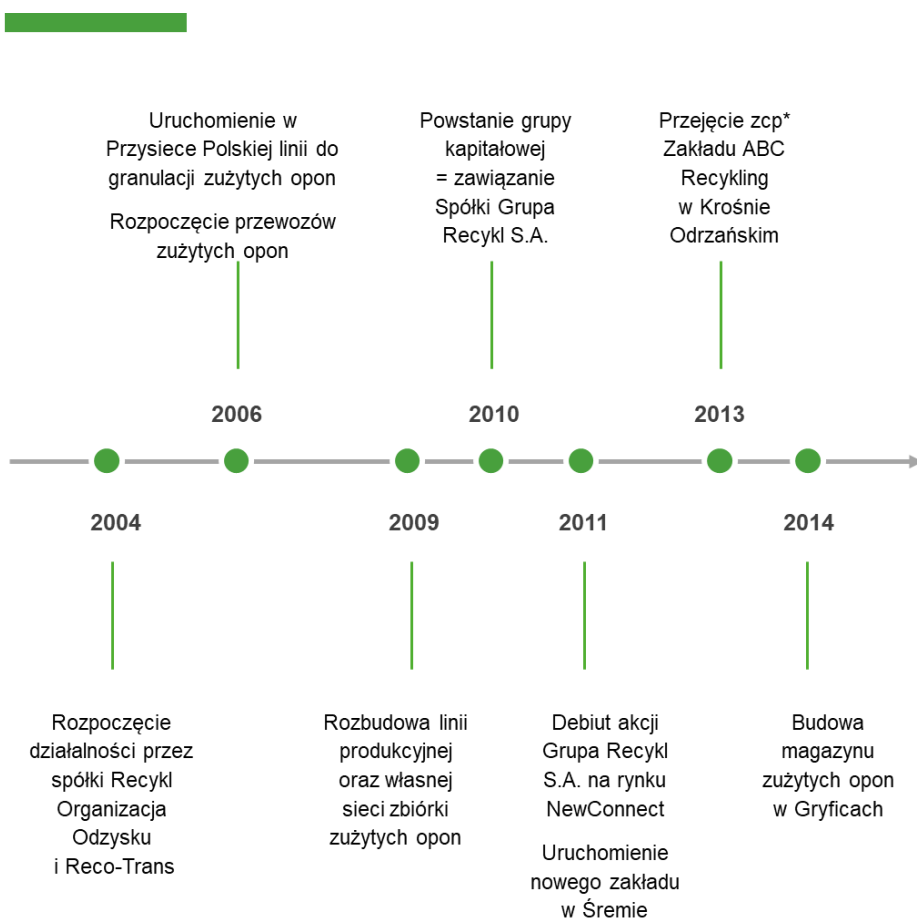 Uruchomienie w
Przysiece Polskiej linii do
granulacji zużytych opon
Rozpoczęcie przewozów
zużytych opon
Powstanie grupy
kapitałowej
= zawiązanie
Spółki Grupa
Recykl S.A.
Przejęcie zcp*
Zakładu ABC
Recykling
w Krośnie
Odrzańskim
2006
2010
2013
2004
2009
2011
2014
Rozpoczęcie
działalności przez
spółki Recykl
Organizacja
Odzysku
i Reco-Trans
Rozbudowa linii
produkcyjnej
oraz własnej
sieci zbiórki
zużytych opon
Debiut akcji
Grupa Recykl
S.A. na rynku
NewConnect
Uruchomienie
nowego zakładu
w Śremie
Budowa
magazynu
zużytych opon
w Gryficach